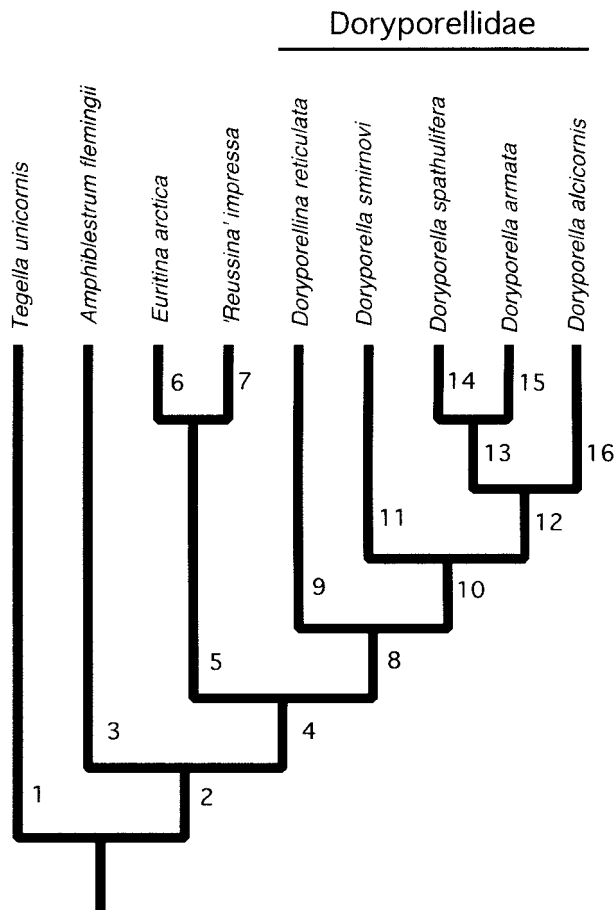 Doryporellidae
Tegella unicornis
Amphiblestrum flemingii
Euritina arctica
'Reussina' impressa
Doryporellina reticulata
Doryporella smirnovi
Doryporella spathulifera
Doryporella armata
Doryporella alcicornis
6
7
14
15
13
16
11
12
9
10
5
8
3
4
1
2